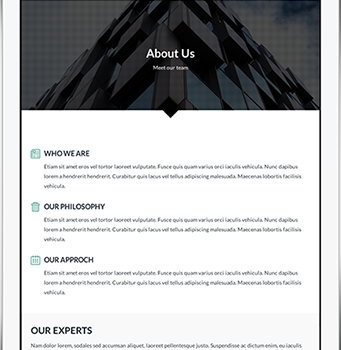 About Us
Meet our team
WHO WE ARE
Etiam sit amet eros vel tortor laoreet vulputate. Fusce quis quam varius orci iaculis vehicula. Nunc dapibus
lorem a hendrerit hendrerit. Curabitur quis lacus vel tellus adipiscing malesuada. Maecenas lobortis facilisis
vehicula.
OUR PHILOSOPHY
Etiam sit amet eros vel tortor laoreet vulputate. Fusce quis quam varius orci iaculis vehicula. Nunc dapibus
lorem a hendrerit hendrerit. Curabitur quis lacus vel tellus adipiscing malesuada. Maecenas lobortis facilisis
vehicula.
OUR APPROCH
Etiam sit amet eros vel tortor laoreet vulputate. Fusce quis quam varius orci iaculis vehicula. Nunc dapibus
lorem a hendrerit hendrerit. Curabitur quis lacus vel tellus adipiscing malesuada. Maecenas lobortis facilisis
vehicula.
OUR EXPERTS
Nam dolor lorem, sodales sed accumsan aliquet, laoreet pellentesque justo. Suspendisse ac dictum enim, eu iaculis